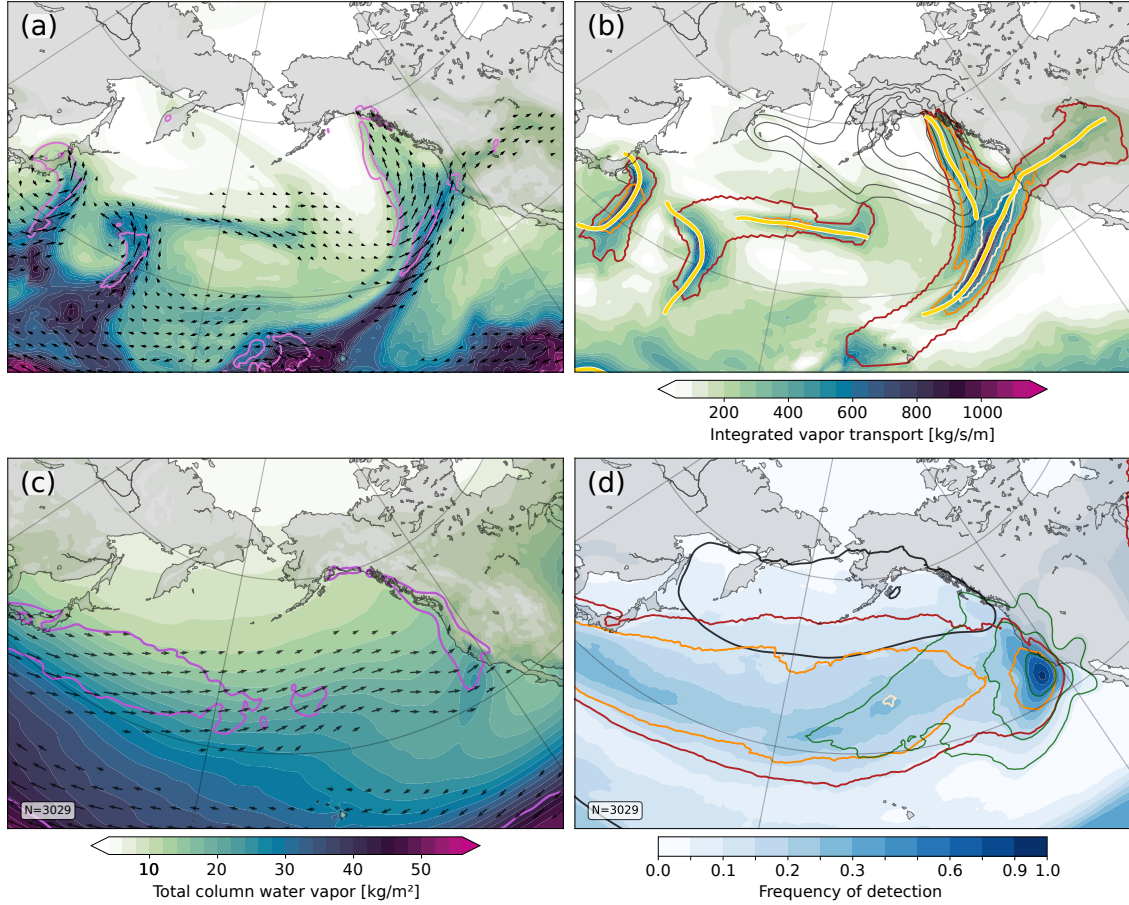 (a)
(b)
200 400 600 800 1000
Integrated vapor transport [kg/s/m]
(c)
(d)
N=3029
N=3029
10 20 30 40 50
Total column water vapor [kg/m²]
0.0 0.1 0.2 0.3 0.6 0.9 1.0
Frequency of detection